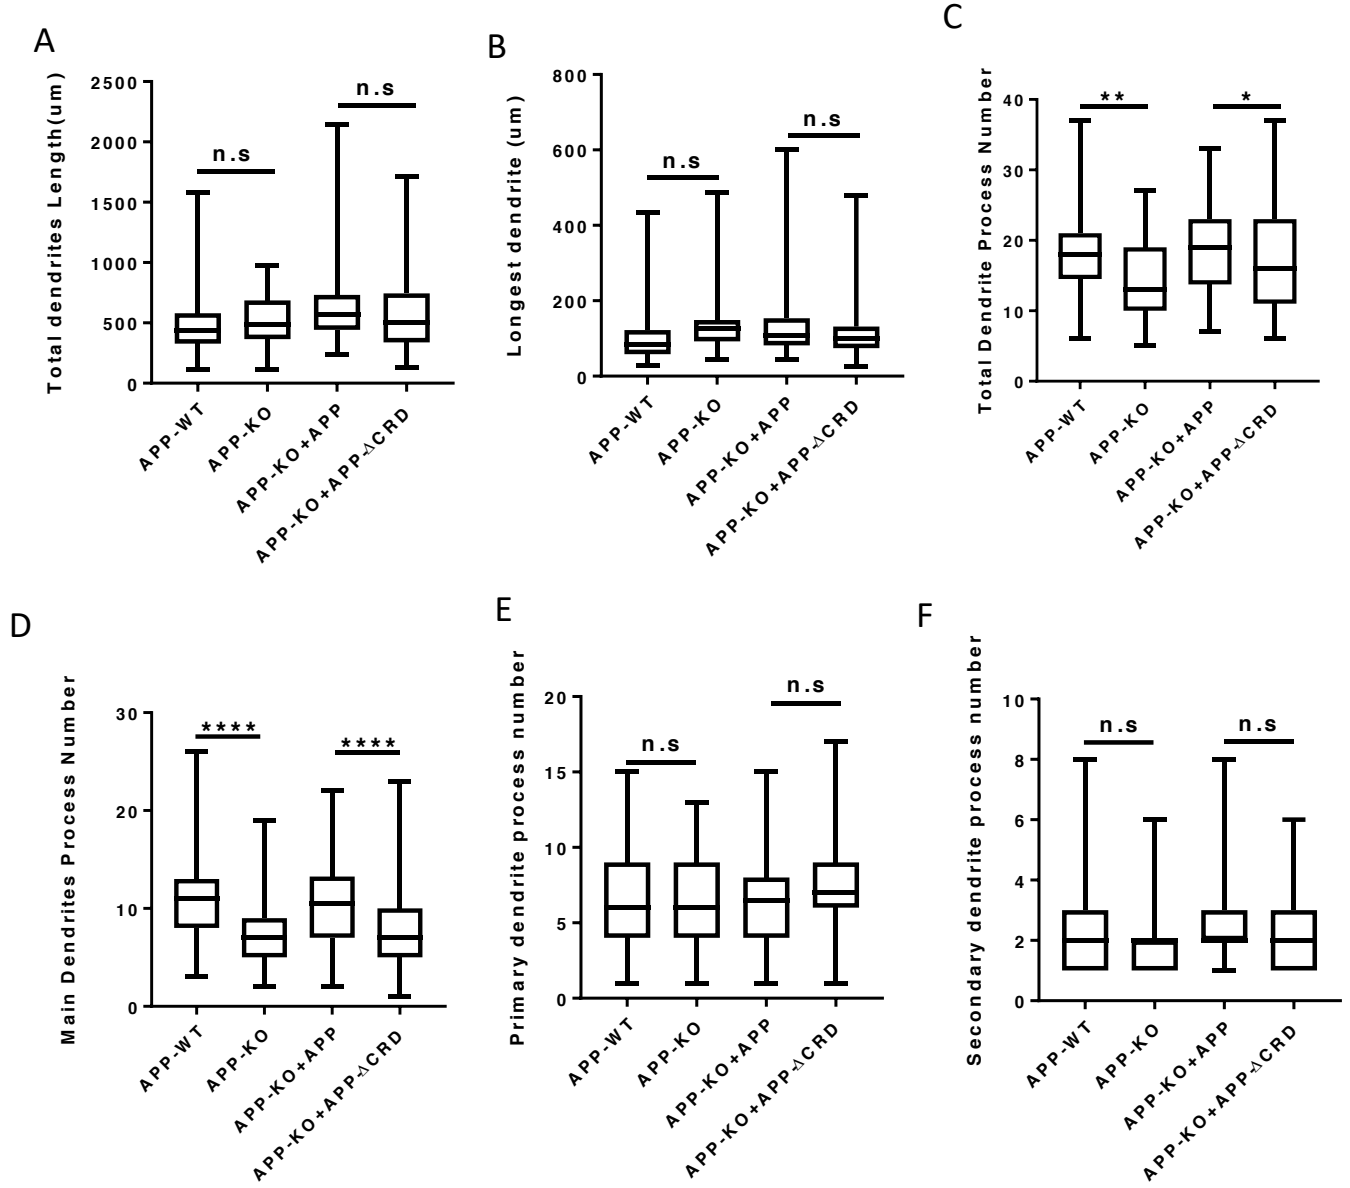 A
Total dendrites Length(um)
2500
2000
1500
1000
500
0
n.s
n.s
APP-WT
APP-KO
APP-KO+APP
APP-KO+APP-ΔCRD
B
Longest dendrite (um)
800
600
400
200
0
n.s
n.s
APP-WT
APP-KO
APP-KO+APP
APP-KO+APP-ΔCRD
C
Total Dendrite Process Number
40
30
20
10
0
**
*
APP-WT
APP-KO
APP-KO+APP
APP-KO+APP-ΔCRD
D
Main Dendrites Process Number
30
20
10
0
****
****
APP-WT
APP-KO
APP-KO+APP
APP-KO+APP-ΔCRD
E
Primary dendrite process number
20
15
10
5
0
n.s
n.s
APP-WT
APP-KO
APP-KO+APP
APP-KO+APP-ΔCRD
F
Secondary dendrite process number
10
8
6
4
2
0
n.s
n.s
APP-WT
APP-KO
APP-KO+APP
APP-KO+APP-ΔCRD